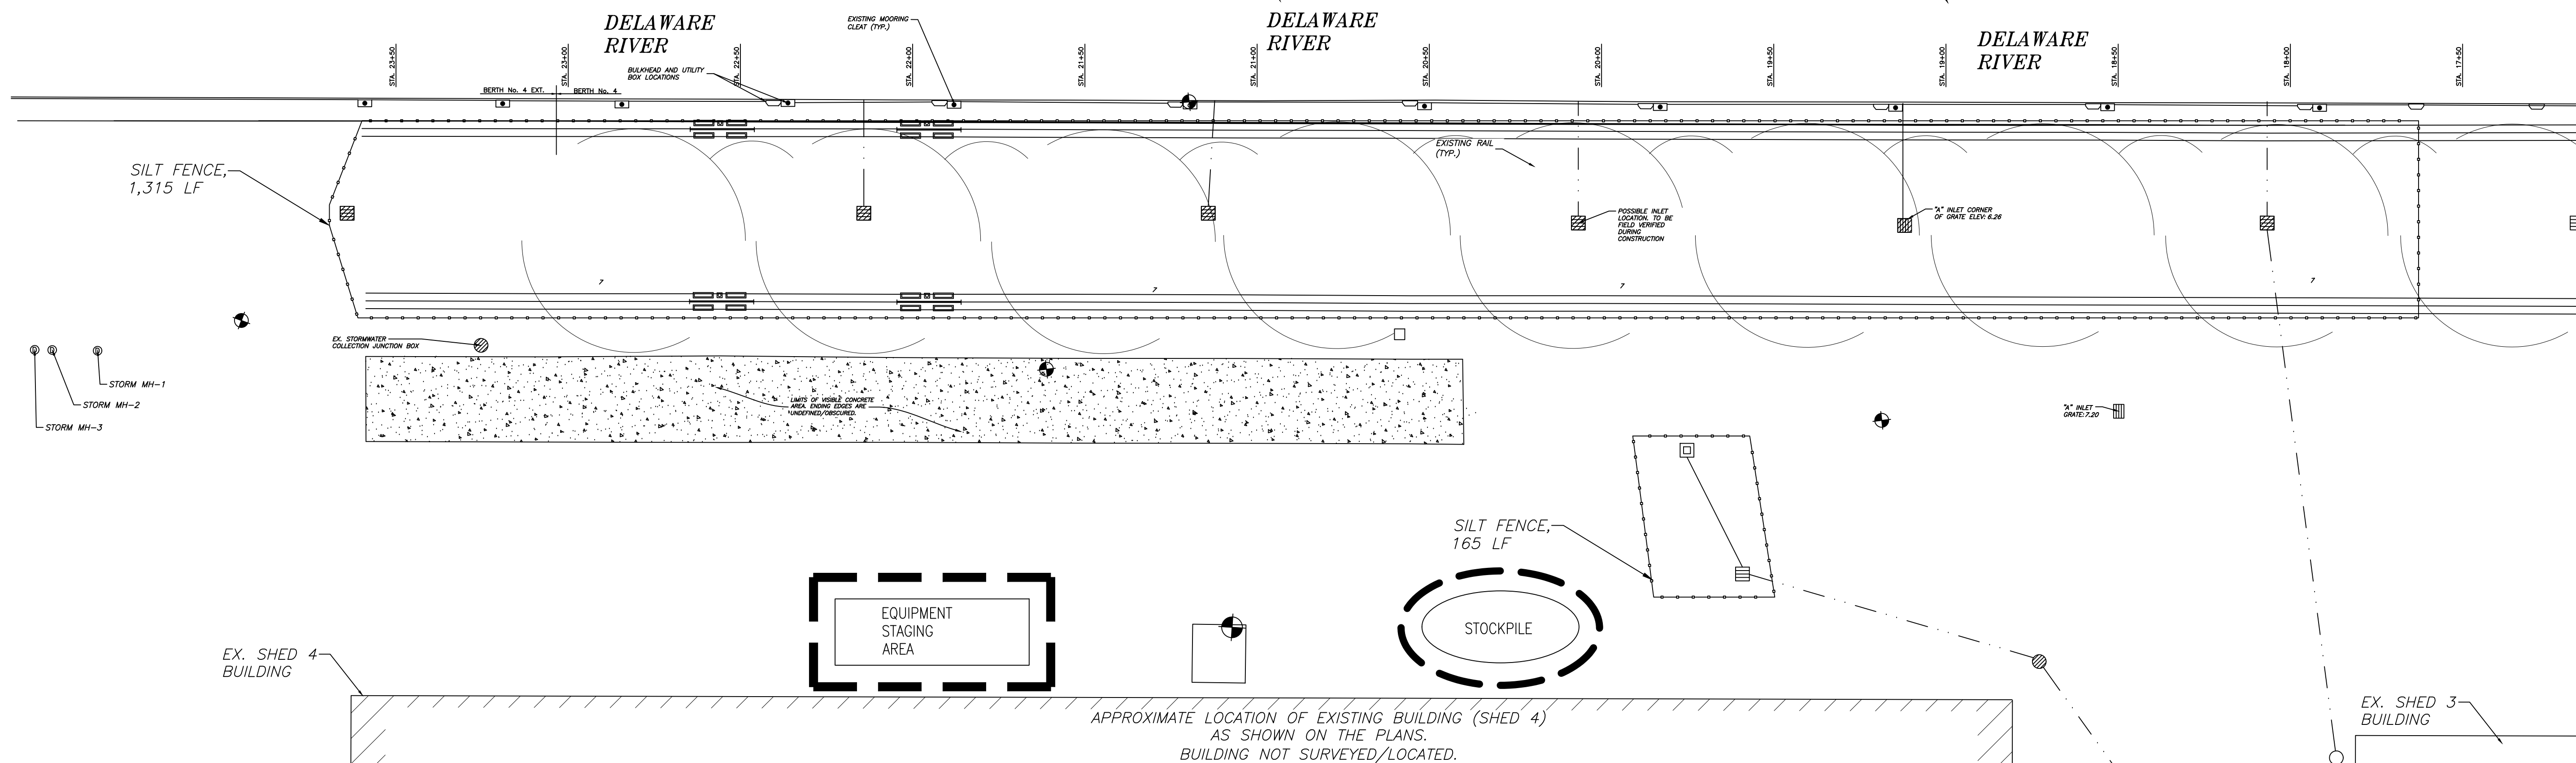 DELAWARE
RIVER
DELAWARE
RIVER
DELAWARE
RIVER
EXISTING MOORING
CLEAT (TYP.)
STA. 23+50
STA. 23+00
STA. 22+50
STA. 22+00
STA. 21+50
STA. 21+00
STA. 20+50
STA. 20+00
STA. 19+50
STA. 19+00
STA. 18+50
STA. 18+00
STA. 17+50
BULKHEAD AND UTILITY
BOX LOCATIONS
BERTH No. 4 EXT.
BERTH No. 4
SILT FENCE,
1,315 LF
EXISTING RAIL
(TYP.)
POSSIBLE INLET
LOCATION. TO BE
FIELD VERIFIED
DURING
CONSTRUCTION
"A" INLET CORNER
OF GRATE ELEV: 6.26
7
7
7
7
EX. STORMWATER
COLLECTION JUNCTION BOX
STORM MH-1
STORM MH-2
STORM MH-3
LIMITS OF VISIBLE CONCRETE
AREA. ENDING EDGES ARE
UNDEFINED/OBSCURED.
"A" INLET
GRATE:7.20
SILT FENCE,
165 LF
EQUIPMENT
STAGING
AREA
STOCKPILE
EX. SHED 4
BUILDING
APPROXIMATE LOCATION OF EXISTING BUILDING (SHED 4)
AS SHOWN ON THE PLANS.
BUILDING NOT SURVEYED/LOCATED.
EX. SHED 3
BUILDING